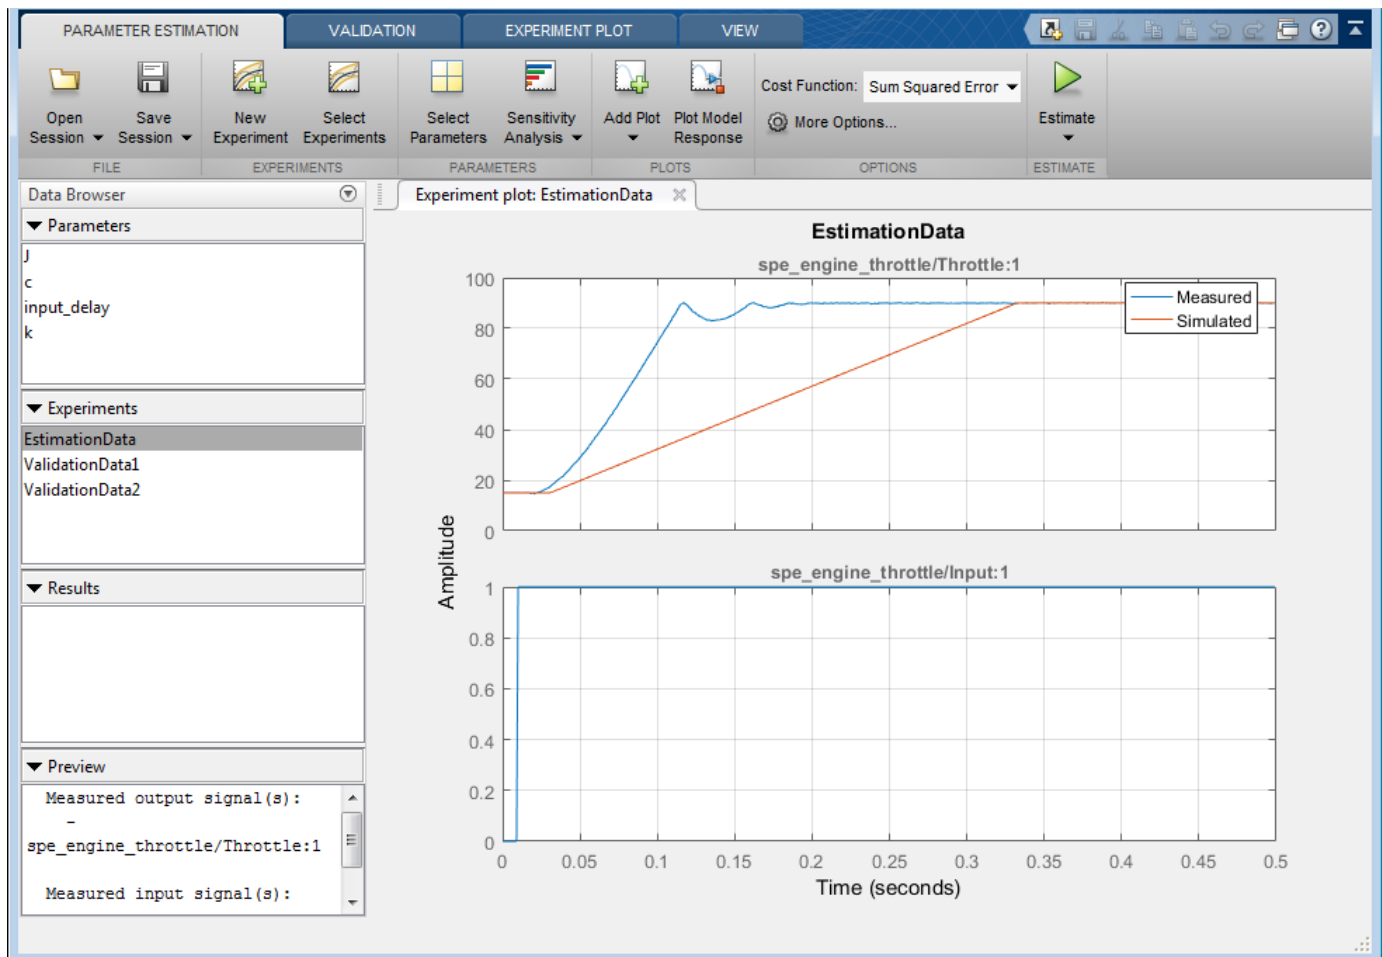 PARAMETER ESTIMATION
VALIDATION
EXPERIMENT PLOT
VIEW
Open Session
Save Session
New Experiment
Select Experiments
Select Parameters
Sensitivity Analysis
Add Plot
Plot Model Response
Cost Function: Sum Squared Error
More Options...
Estimate
FILE
EXPERIMENTS
PARAMETERS
PLOTS
OPTIONS
ESTIMATE
Data Browser
Parameters
J
c
input_delay
k
Experiments
EstimationData
ValidationData1
ValidationData2
Results
Preview
Measured output signal(s):
-
spe_engine_throttle/Throttle:1
Measured input signal(s):
Experiment plot: EstimationData
EstimationData
spe_engine_throttle/Throttle:1
100
80
60
40
20
0
Measured
Simulated
Amplitude
spe_engine_throttle/Input:1
1
0.8
0.6
0.4
0.2
0
0 0.05 0.1 0.15 0.2 0.25 0.3 0.35 0.4 0.45 0.5
Time (seconds)